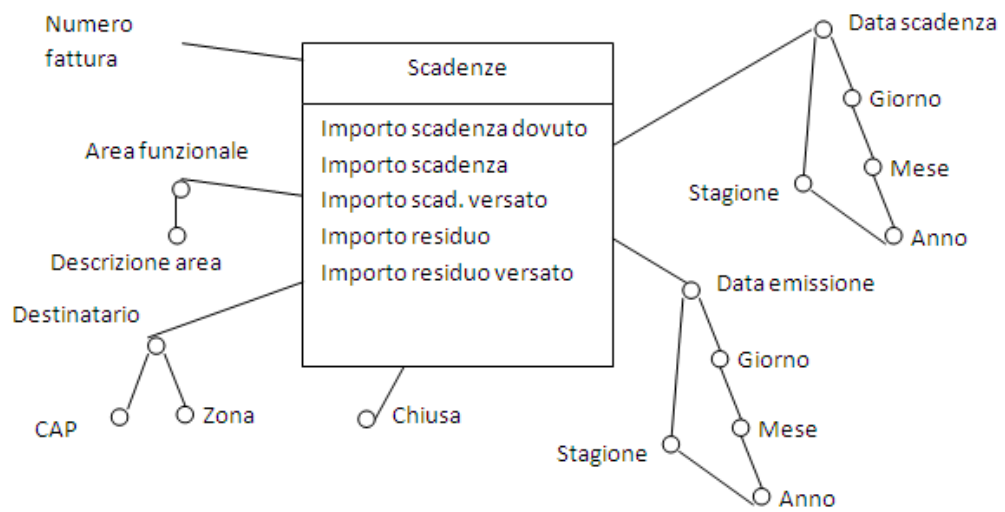 Numero
fattura
Scadenze
Importo scadenza dovuto
Importo scadenza
Importo scad. versato
Importo residuo
Importo residuo versato
Area funzionale
Descrizione area
Destinatario
CAP
Zona
Chiusa
Data scadenza
Giorno
Mese
Stagione
Anno
Data emissione
Giorno
Mese
Stagione
Anno